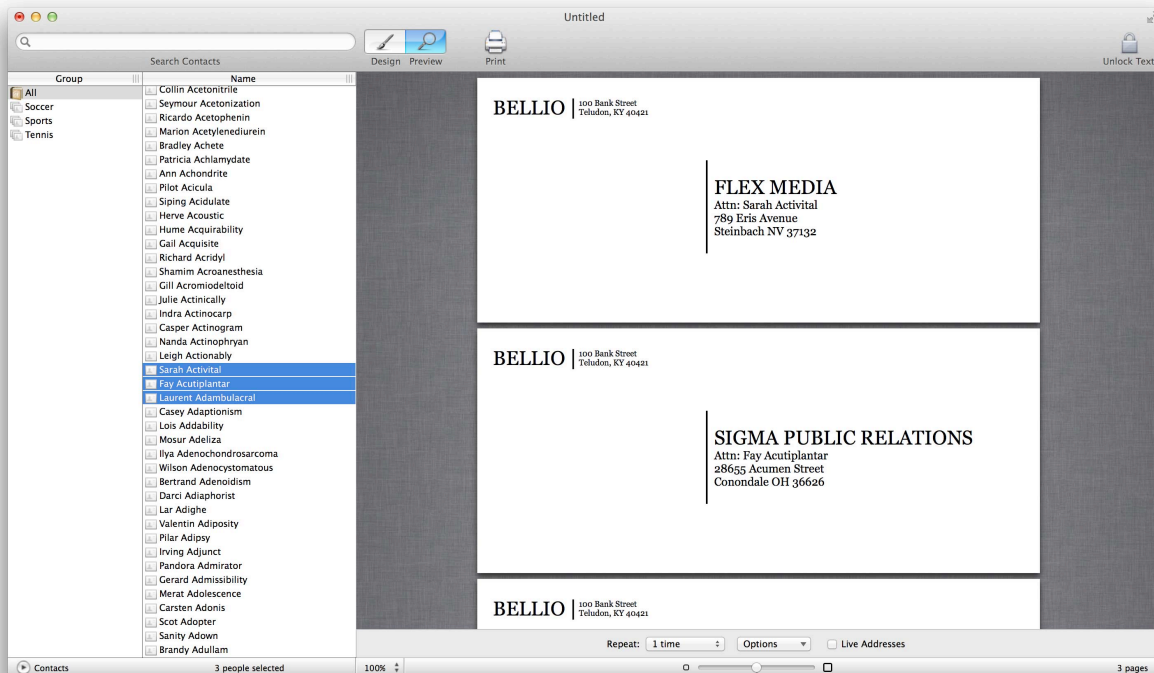 Untitled
Search Contacts
Design Preview
Print
Unlock Text
Group
Name
All
Soccer
Sports
Tennis
Collin Acetonitrile
Seymour Acetonization
Ricardo Acetophenin
Marion Acetylenediurein
Bradley Achete
Patricia Achlamydate
Ann Achondrite
Pilot Acicula
Siping Acidulate
Herve Acoustic
Hume Acquirability
Gail Acquisite
Richard Acridyl
Shamim Acroanesthesia
Gill Acromiodeltoid
Julie Actinically
Indra Actinocarp
Casper Actinogram
Nanda Actinophryan
Leigh Actionably
Sarah Activital
Fay Acutiplantar
Laurent Adambulacral
Casey Adaptionism
Lois Addability
Mosur Adeliza
Ilya Adenochondrosarcoma
Wilson Adenocystomatous
Bertrand Adenoidism
Darci Adiaphorist
Lar Adighe
Valentin Adiposity
Pilar Adipsy
Irving Adjunct
Pandora Admirator
Gerard Admissibility
Merat Adolescence
Carsten Adonis
Scot Adopter
Sanity Adown
Brandy Adullam
BELLIO
100 Bank Street
Teludon, KY 40421
FLEX MEDIA
Attn: Sarah Activital
789 Eris Avenue
Steinbach NV 37132
BELLIO
100 Bank Street
Teludon, KY 40421
SIGMA PUBLIC RELATIONS
Attn: Fay Acutiplantar
28655 Acumen Street
Conondale OH 36626
BELLIO
100 Bank Street
Teludon, KY 40421
Repeat: 1 time Options Live Addresses
Contacts
3 people selected
100%
3 pages